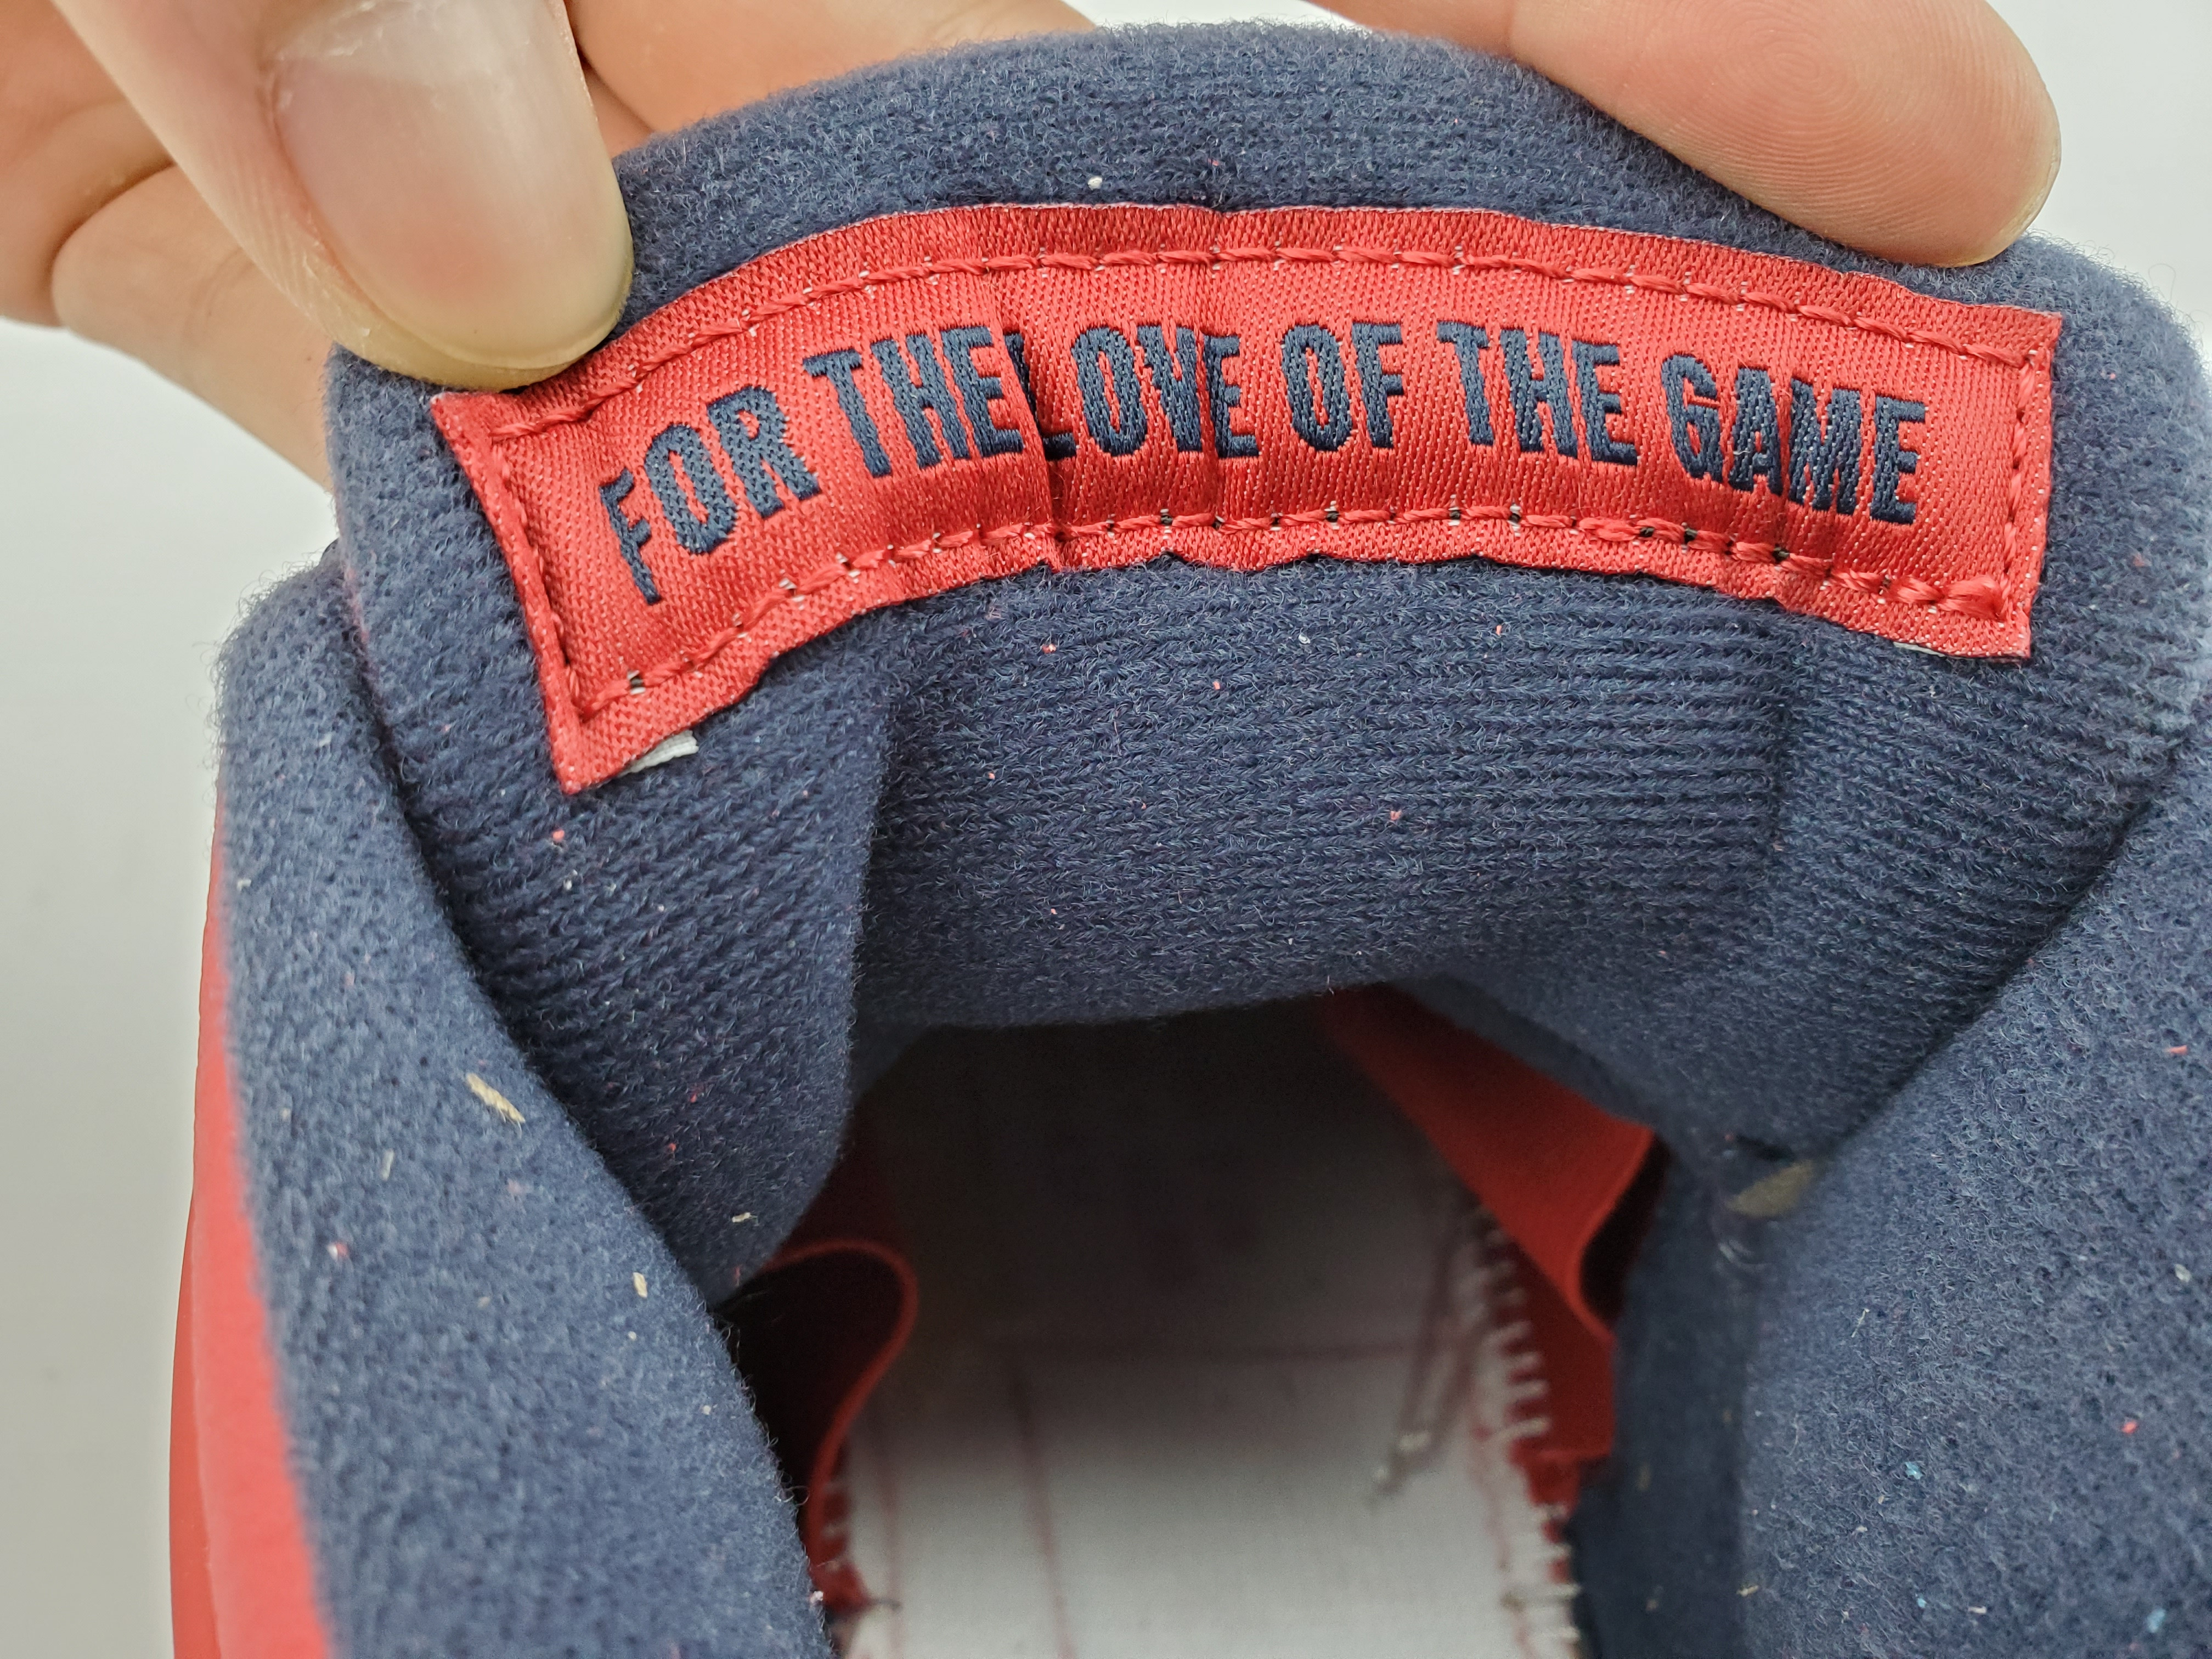 FOR THE LOVE OF THE GAME